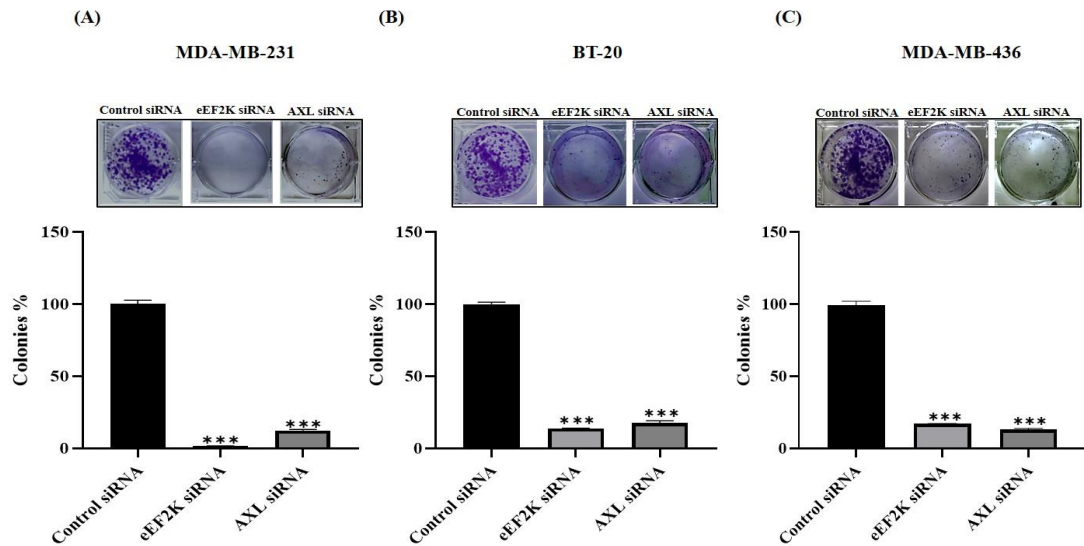 (A)
MDA-MB-231
Control siRNA eEF2K siRNA AXL siRNA
150
100
50
0
Colonies %
***
***
Control siRNA
eEF2K siRNA
AXL siRNA
(B)
BT-20
Control siRNA eEF2K siRNA AXL siRNA
150
100
50
0
Colonies %
***
***
Control siRNA
eEF2K siRNA
AXL siRNA
(C)
MDA-MB-436
Control siRNA eEF2K siRNA AXL siRNA
150
100
50
0
Colonies %
***
***
Control siRNA
eEF2K siRNA
AXL siRNA